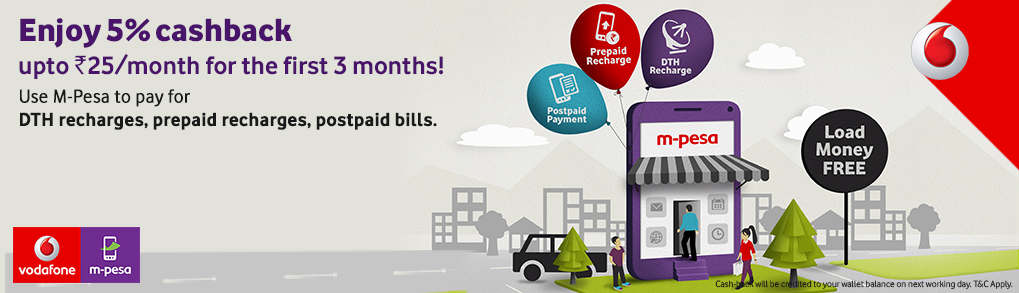 Enjoy 5% cashback
upto ₹25/month for the first 3 months!
Use M-Pesa to pay for
DTH recharges, prepaid recharges, postpaid bills.
Prepaid
Recharge
DTH
Recharge
Postpaid
Payment
m-pesa
Load
Money
FREE
vodafone
m-pesa
Cash-back will be credited to your wallet balance on next working day. T&C Apply.